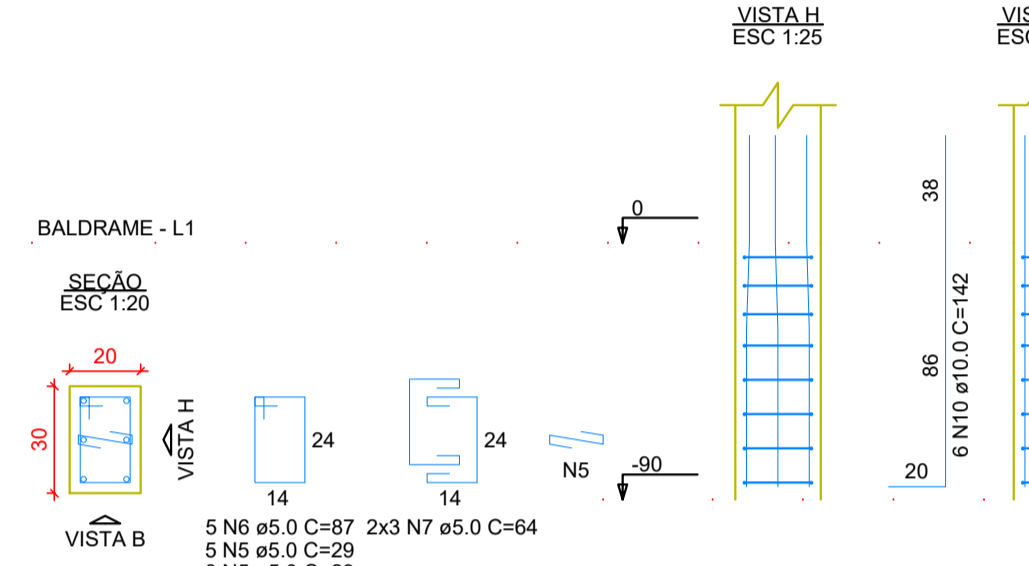 VISTA H
ESC 1:25
ESC
BALDRAME - L1
0
SEÇÃO
ESC 1:20
20
30
VISTA H
VISTA B
24
14
24
14
N5
-90
38
86
20
6 N10 ø10.0 C=142
5 N6 ø5.0 C=87 2x3 N7 ø5.0 C=64
5 N5 ø5.0 C=29